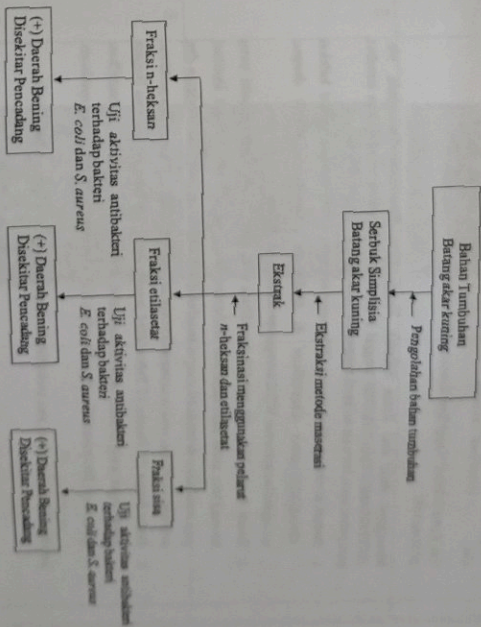 Bahan Tumbuhan
Batang akar kuning
Pengolahan bahan tumbuhan
Serbuk Simplisia
Batang akar kuning
Ekstraksi metode maserasi
Ekstrak
Fraksinasi menggunakan pelarut
n-heksan dan etilasetat
Fraksi n-heksan
Fraksi etilasetat
Fraksi sisa
Uji aktivitas antibakteri
terhadap bakteri
E. coli dan S. aureus
Uji aktivitas antibakteri
terhadap bakteri
E. coli dan S. aureus
Uji aktivitas antibakteri
terhadap bakteri
E. coli dan S. aureus
(+) Daerah Bening
Disekitar Pencadang
(+) Daerah Bening
Disekitar Pencadang
(+) Daerah Bening
Disekitar Pencadang